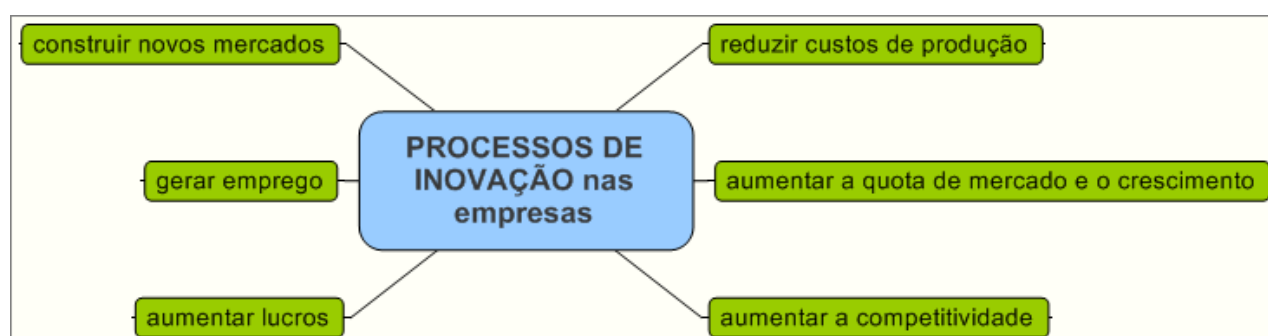 construir novos mercados
reduzir custos de produção
PROCESSOS DE
INOVAÇÃO nas
empresas
gerar emprego
aumentar a quota de mercado e o crescimento
aumentar lucros
aumentar a competitividade